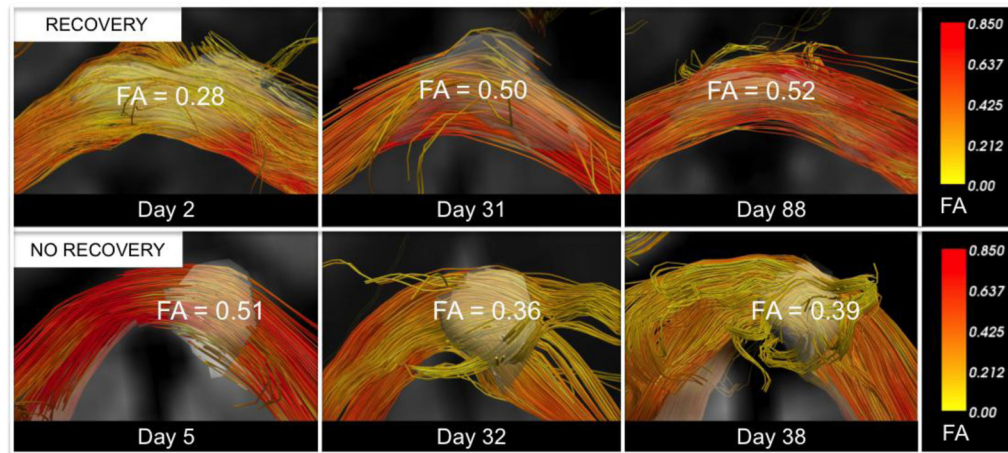 RECOVERY
FA = 0.28
Day 2
FA = 0.50
Day 31
FA = 0.52
Day 88
0.850
0.637
0.425
0.212
0.00
FA
NO RECOVERY
FA = 0.51
Day 5
FA = 0.36
Day 32
FA = 0.39
Day 38
0.850
0.637
0.425
0.212
0.00
FA